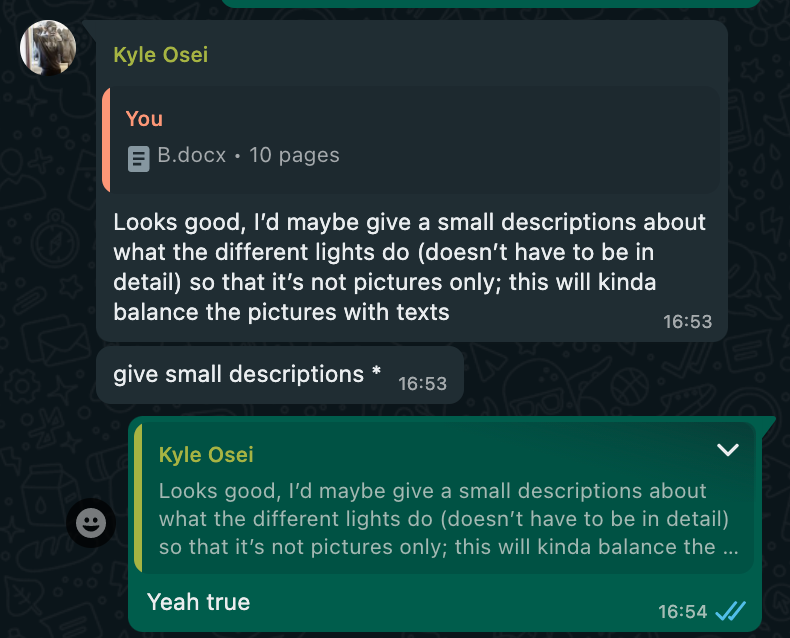 Kyle Osei
You
B.docx • 10 pages
Looks good, I’d maybe give a small descriptions about
what the different lights do (doesn’t have to be in
detail) so that it’s not pictures only; this will kinda
balance the pictures with texts
16:53
give small descriptions *
16:53
Kyle Osei
Looks good, I’d maybe give a small descriptions about
what the different lights do (doesn’t have to be in detail)
so that it’s not pictures only; this will kinda balance the ...
Yeah true
16:54